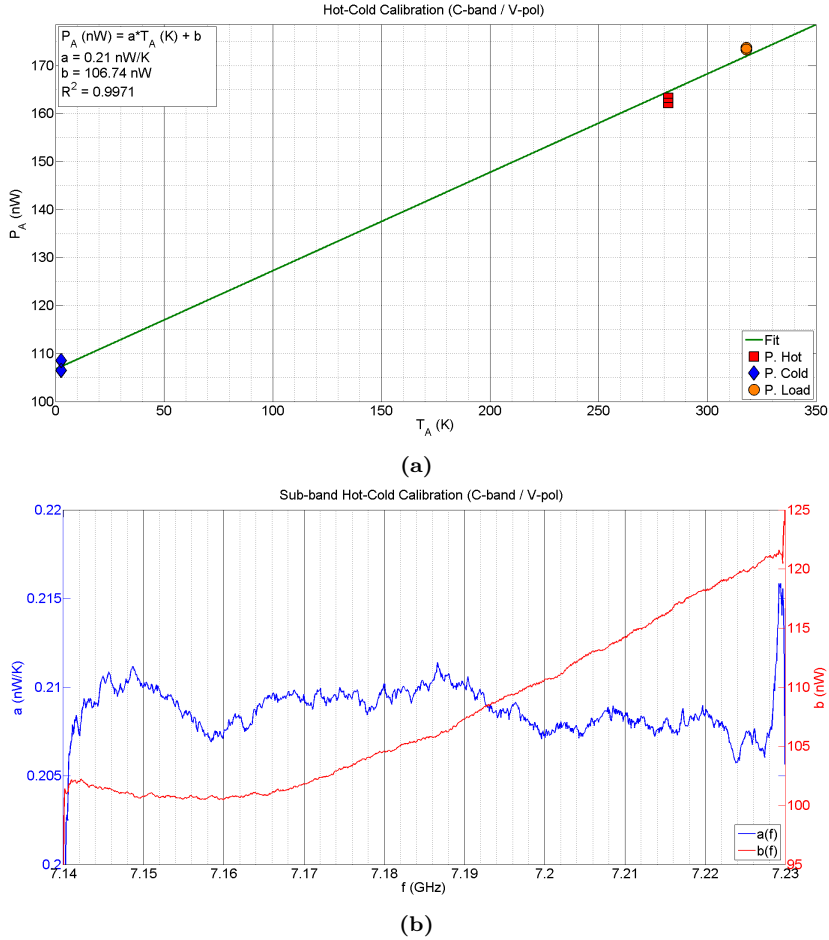 Hot-Cold Calibration (C-band / V-pol)
P_A (nW) = a*T_A (K) + b
a = 0.21 nW/K
b = 106.74 nW
R² = 0.9971
170
160
150
140
130
120
110
100
P_A (nW)
0 50 100 150 200 250 300 350
T_A (K)
Fit
P. Hot
P. Cold
P. Load
(a)
Sub-band Hot-Cold Calibration (C-band / V-pol)
0.22
0.215
0.21
0.205
0.2
a (nW/K)
125
120
115
110
105
100
95
b (nW)
7.14 7.15 7.16 7.17 7.18 7.19 7.2 7.21 7.22 7.23
f (GHz)
a(f)
b(f)
(b)